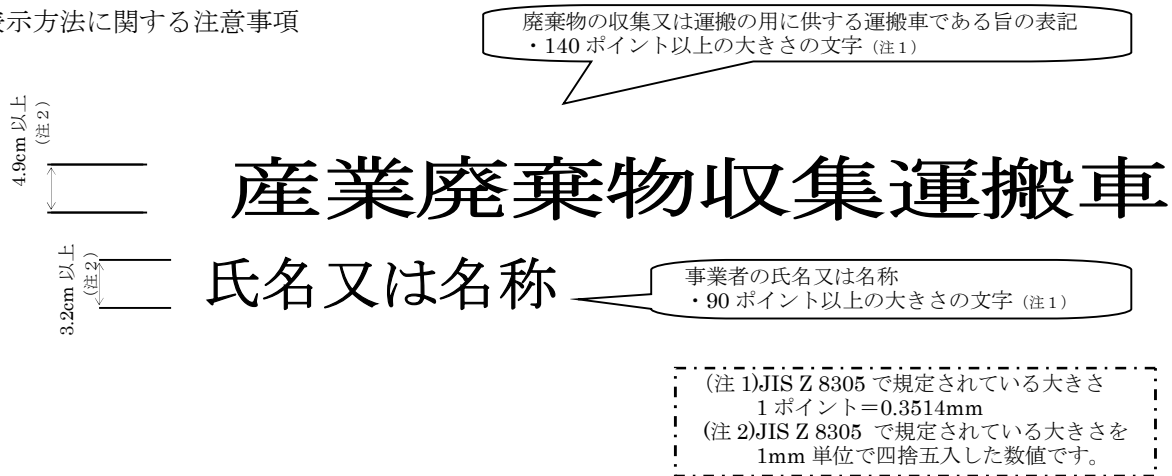 示方法に関する注意事項
廃棄物の収集又は運搬の用に供する運搬車である旨の表記
・140 ポイント以上の大きさの文字（注１）
4.9cm 以上
（注２）
産業廃棄物収集運搬車
3.2cm 以上
（注２）
氏名又は名称
事業者の氏名又は名称
・90 ポイント以上の大きさの文字（注１）
（注 1)JIS Z 8305 で規定されている大きさ
1 ポイント＝0.3514mm
（注 2)JIS Z 8305 で規定されている大きさを
1mm 単位で四捨五入した数値です。